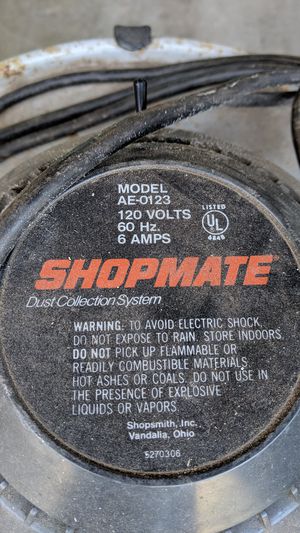 MODEL
AE-0123
120 VOLTS
60 Hz.
6 AMPS
LISTED
UL
SHOPMATE
Dust Collection System
WARNING: TO AVOID ELECTRIC SHOCK,
DO NOT EXPOSE TO RAIN. STORE INDOORS.
DO NOT PICK UP FLAMMABLE OR
READILY COMBUSTIBLE MATERIALS,
HOT ASHES OR COALS. DO NOT USE IN
THE PRESENCE OF EXPLOSIVE
LIQUIDS OR VAPORS.
Shopsmith, Inc.
Vandalia, Ohio